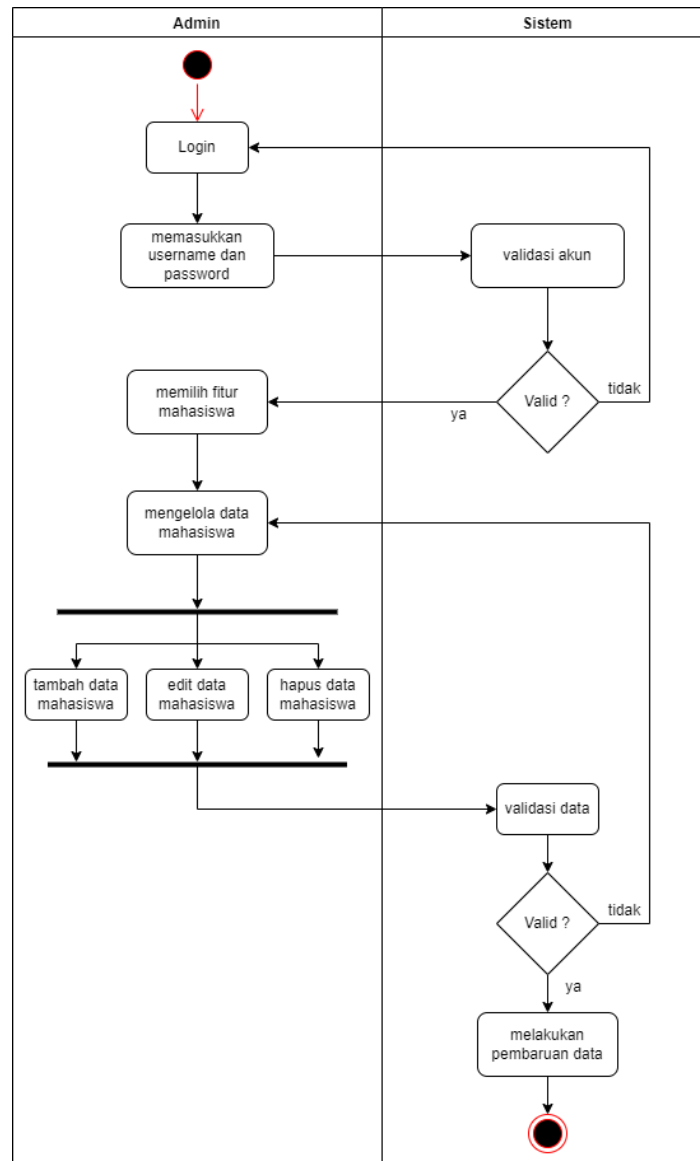 Admin
Sistem
Login
memasukkan
username dan
password
validasi akun
Valid ?
tidak
ya
memilih fitur
mahasiswa
mengelola data
mahasiswa
tambah data
mahasiswa
edit data
mahasiswa
hapus data
mahasiswa
validasi data
Valid ?
tidak
ya
melakukan
pembaruan data